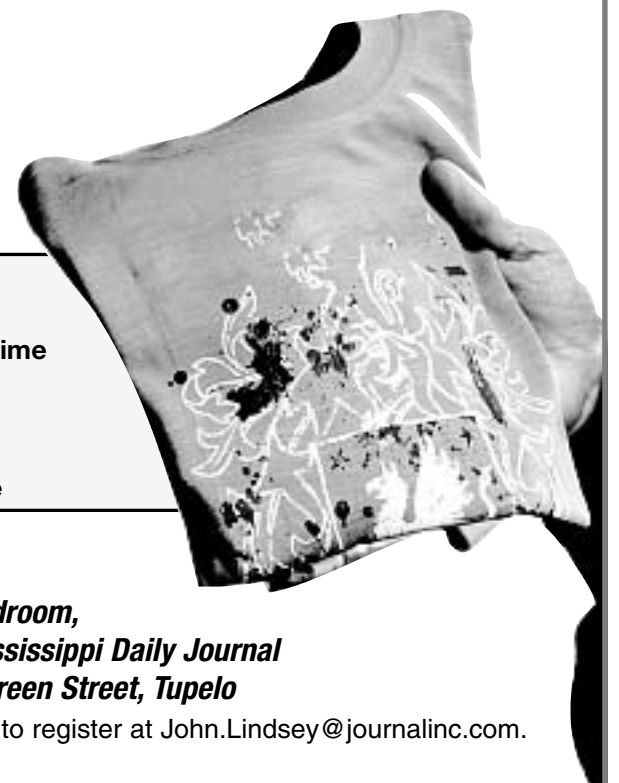 ime
e
droom,
ssissippi Daily Journal
reen Street, Tupelo
to register at John.Lindsey@journalinc.com.